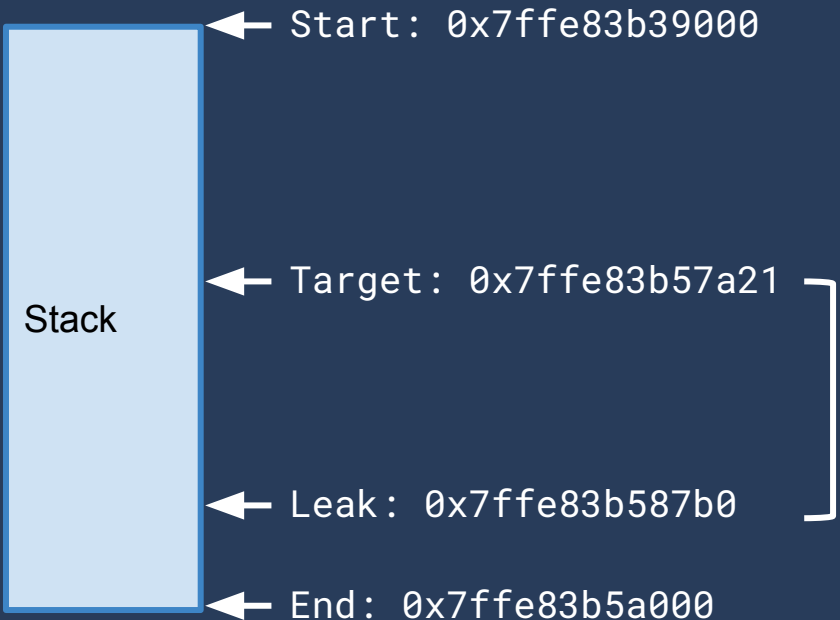 Start: 0x7ffe83b39000
Target: 0x7ffe83b57a21
Stack
Leak: 0x7ffe83b587b0
End: 0x7ffe83b5a000